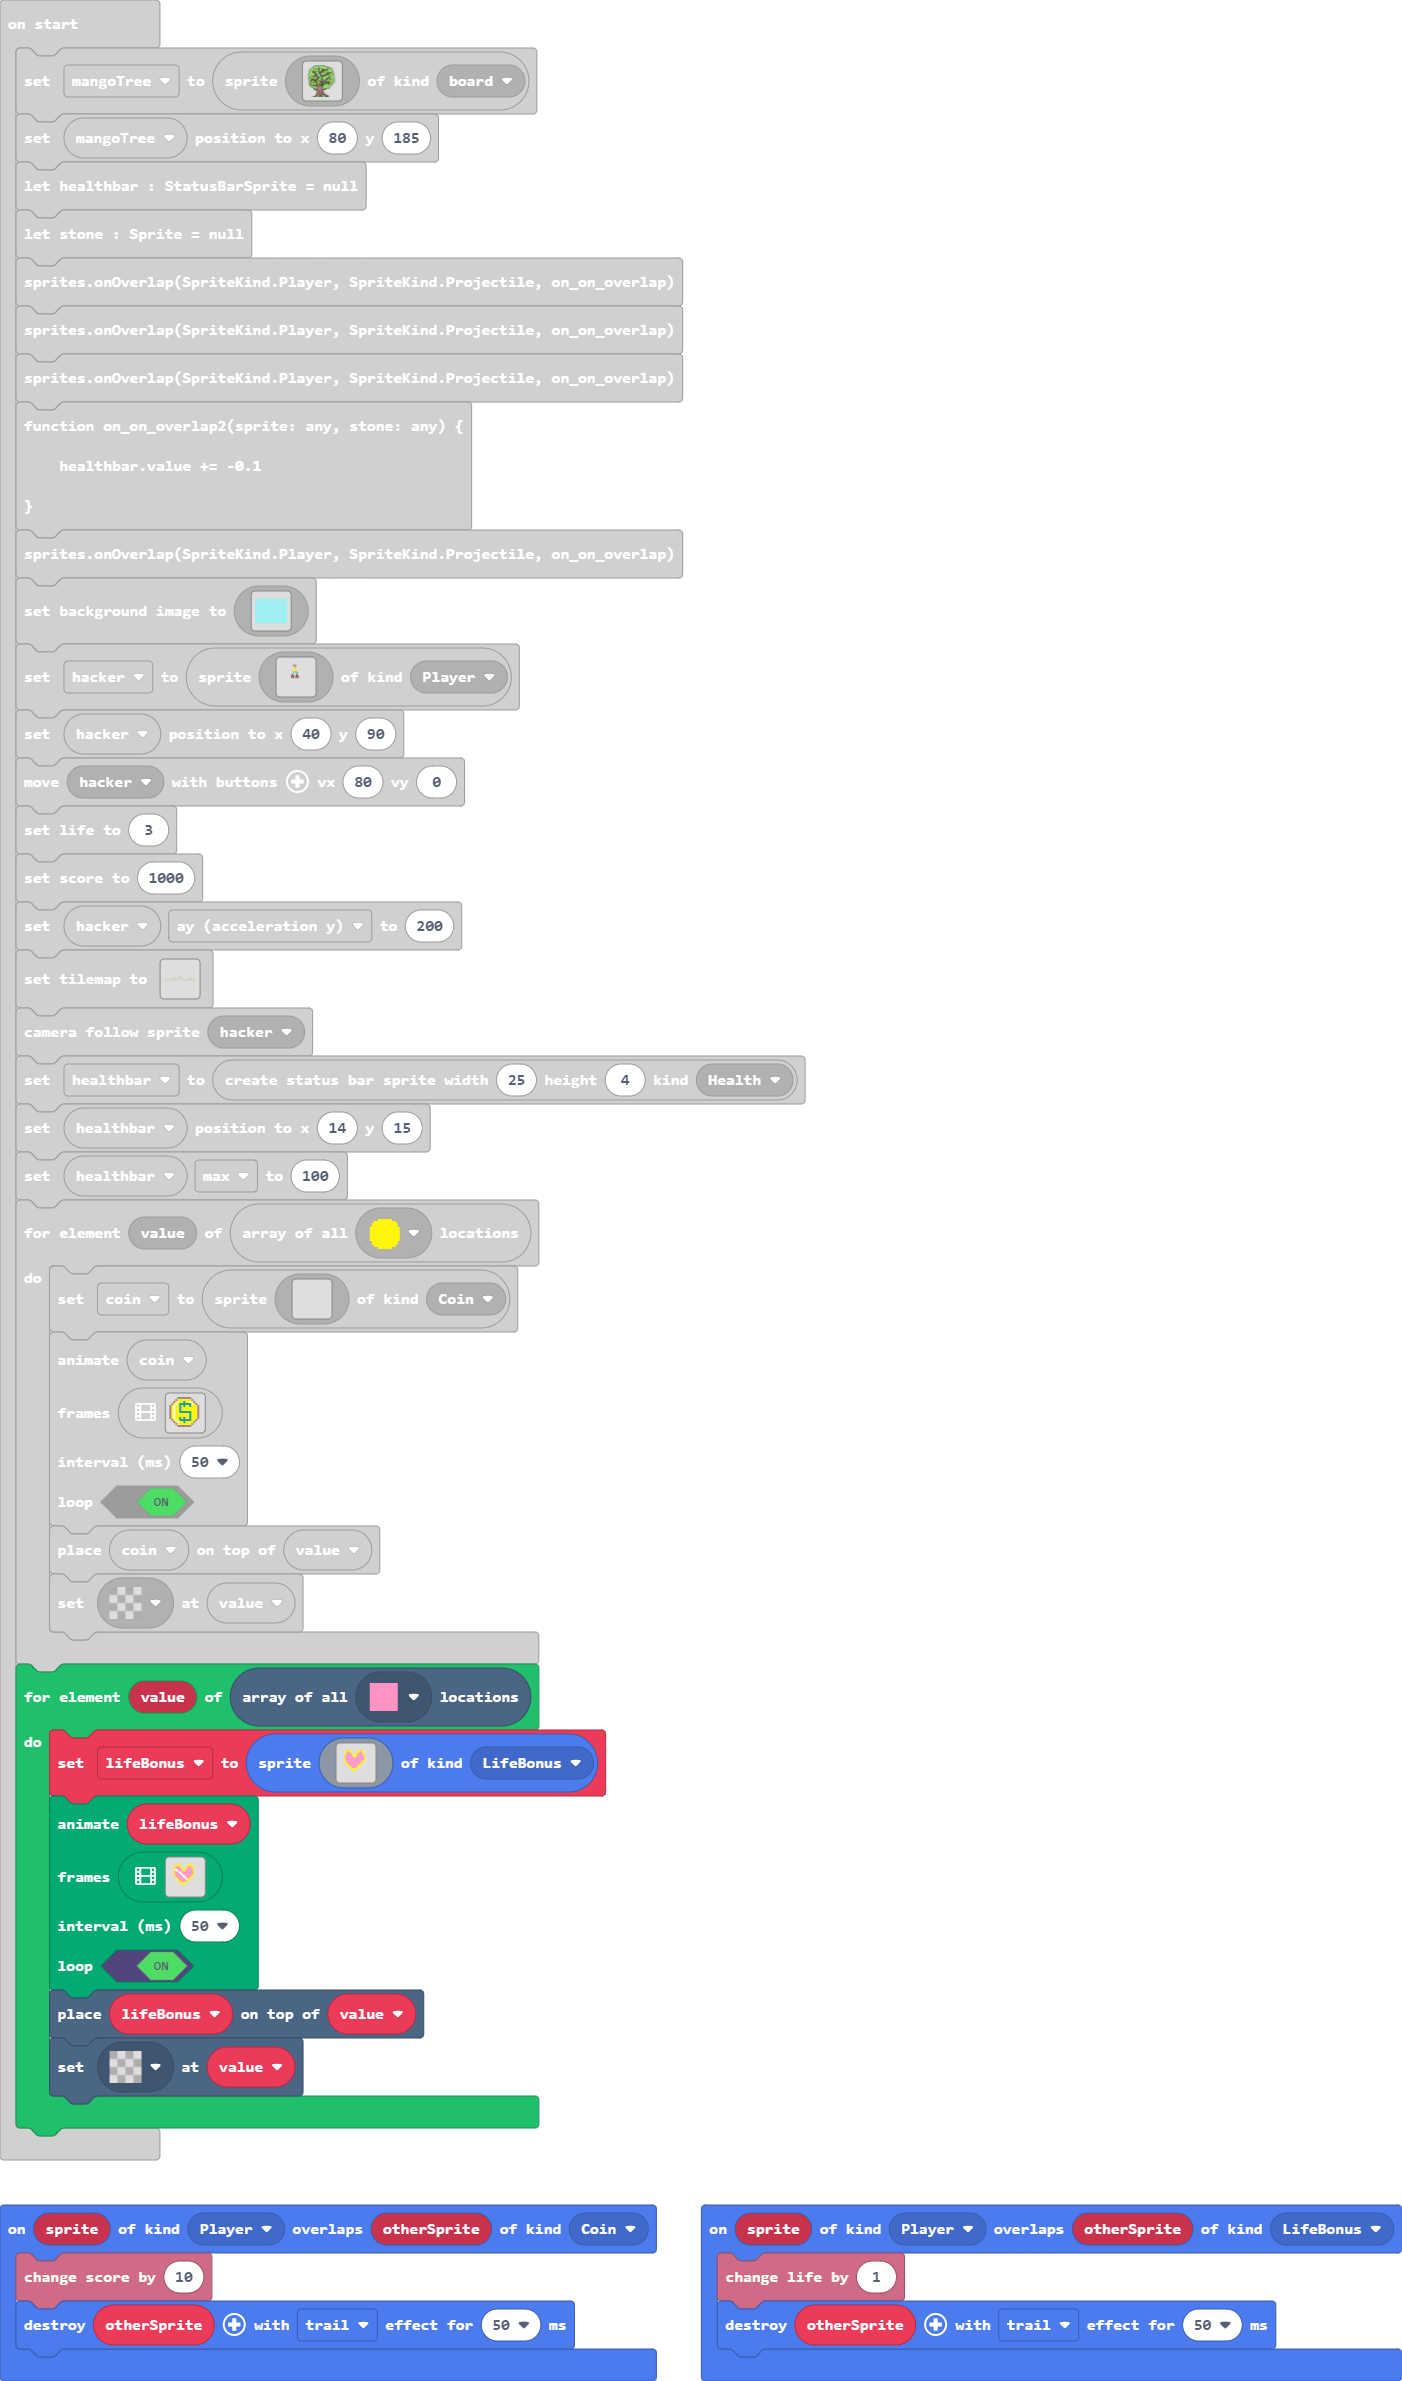 on start
set mangoTree to sprite of kind board
set mangoTree position to x 80 y 185
let healthbar : StatusBarSprite = null
let stone : Sprite = null
sprites.onOverlap(SpriteKind.Player, SpriteKind.Projectile, on_on_overlap)
sprites.onOverlap(SpriteKind.Player, SpriteKind.Projectile, on_on_overlap)
sprites.onOverlap(SpriteKind.Player, SpriteKind.Projectile, on_on_overlap)
function on_on_overlap2(sprite: any, stone: any) {
healthbar.value += -0.1
}
sprites.onOverlap(SpriteKind.Player, SpriteKind.Projectile, on_on_overlap)
set background image to
set hacker to sprite of kind Player
set hacker position to x 40 y 90
move hacker with buttons vx 80 vy 0
set life to 3
set score to 1000
set hacker ay (acceleration y) to 200
set tilemap to
camera follow sprite hacker
set healthbar to create status bar sprite width 25 height 4 kind Health
set healthbar position to x 14 y 15
set healthbar max to 100
for element value of array of all locations
do
set coin to sprite of kind Coin
animate coin
frames
interval (ms) 50
loop ON
place coin on top of value
set at value
for element value of array of all locations
do
set lifeBonus to sprite of kind LifeBonus
animate lifeBonus
frames
interval (ms) 50
loop ON
place lifeBonus on top of value
set at value
on sprite of kind Player overlaps otherSprite of kind Coin
change score by 10
destroy otherSprite with trail effect for 50 ms
on sprite of kind Player overlaps otherSprite of kind LifeBonus
change life by 1
destroy otherSprite with trail effect for 50 ms